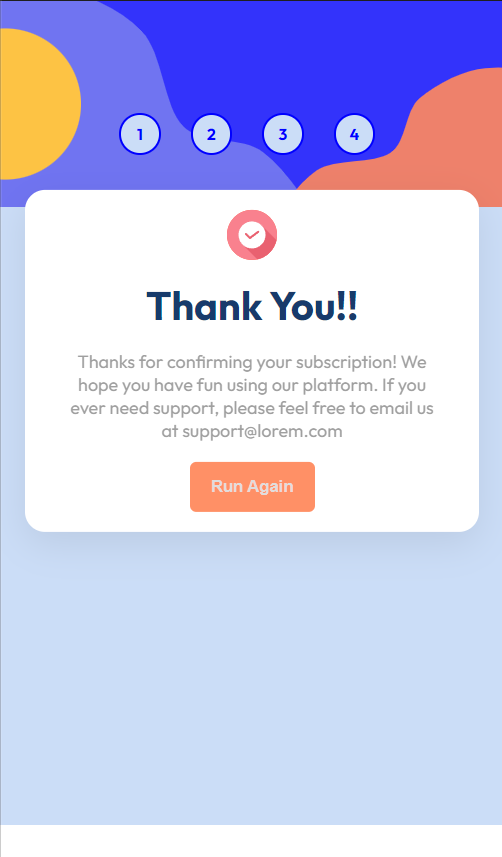 1 2 3 4
Thank You!!
Thanks for confirming your subscription! We
hope you have fun using our platform. If you
ever need support, please feel free to email us
at support@lorem.com
Run Again